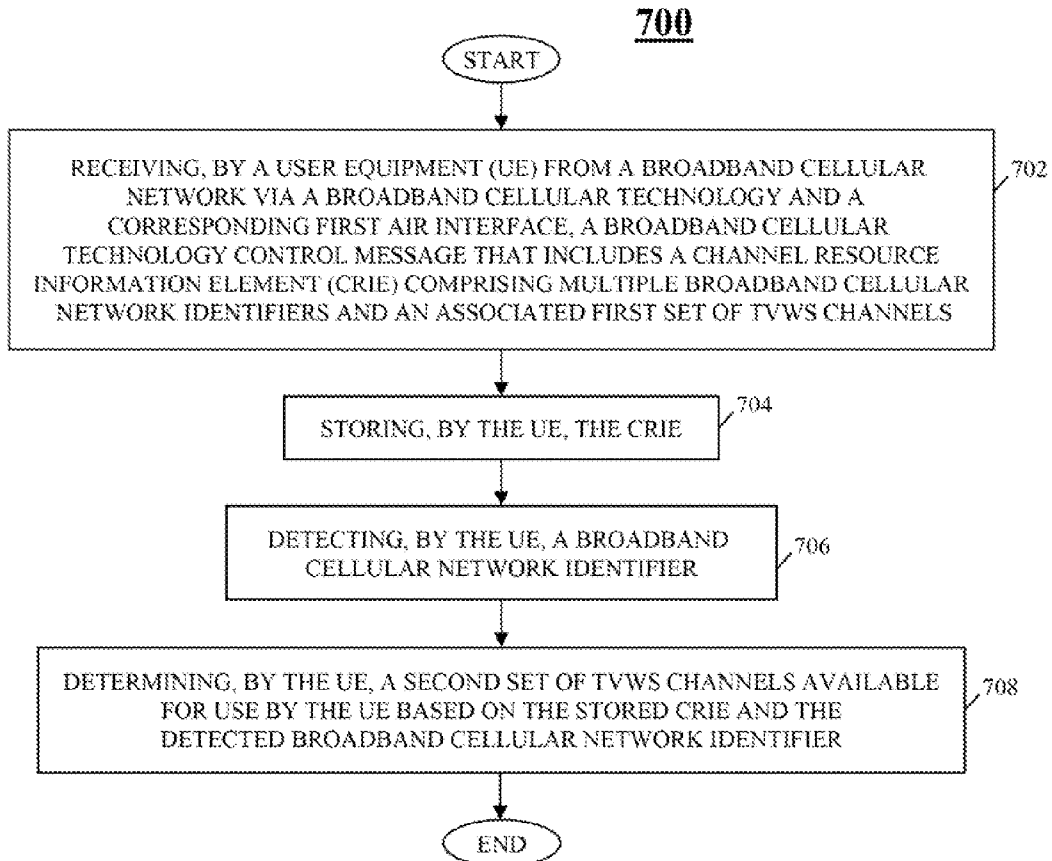 700
START
RECEIVING, BY A USER EQUIPMENT (UE) FROM A BROADBAND CELLULAR
NETWORK VIA A BROADBAND CELLULAR TECHNOLOGY AND A
CORRESPONDING FIRST AIR INTERFACE, A BROADBAND CELLULAR
TECHNOLOGY CONTROL MESSAGE THAT INCLUDES A CHANNEL RESOURCE
INFORMATION ELEMENT (CRIE) COMPRISING MULTIPLE BROADBAND CELLULAR
NETWORK IDENTIFIERS AND AN ASSOCIATED FIRST SET OF TVWS CHANNELS
702
STORING, BY THE UE, THE CRIE
704
DETECTING, BY THE UE, A BROADBAND
CELLULAR NETWORK IDENTIFIER
706
DETERMINING, BY THE UE, A SECOND SET OF TVWS CHANNELS AVAILABLE
FOR USE BY THE UE BASED ON THE STORED CRIE AND THE
DETECTED BROADBAND CELLULAR NETWORK IDENTIFIER
708
END